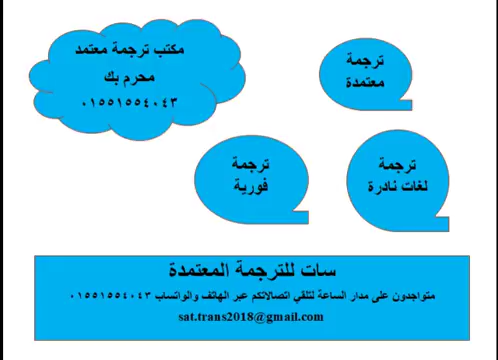 مكتب ترجمة معتمد
محرم بك
٠١٥٥١٥٥٤٠٤٣
ترجمة
معتمدة
ترجمة
فورية
ترجمة
لغات نادرة
سات للترجمة المعتمدة
متواجدون على مدار الساعة لتلقي اتصالاتكم عبر الهاتف والواتساب ٠١٥٥١٥٥٤٠٤٣
sat.trans2018@gmail.com